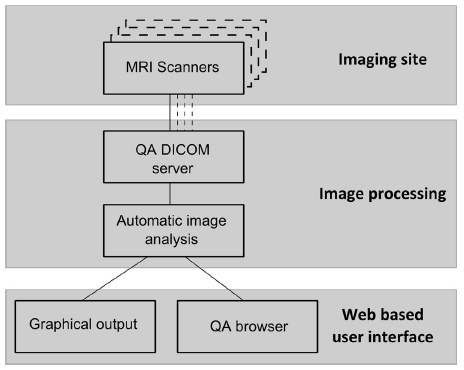 MRI Scanners
Imaging site
QA DICOM
server
Automatic image
analysis
Image processing
Graphical output
QA browser
Web based
user interface